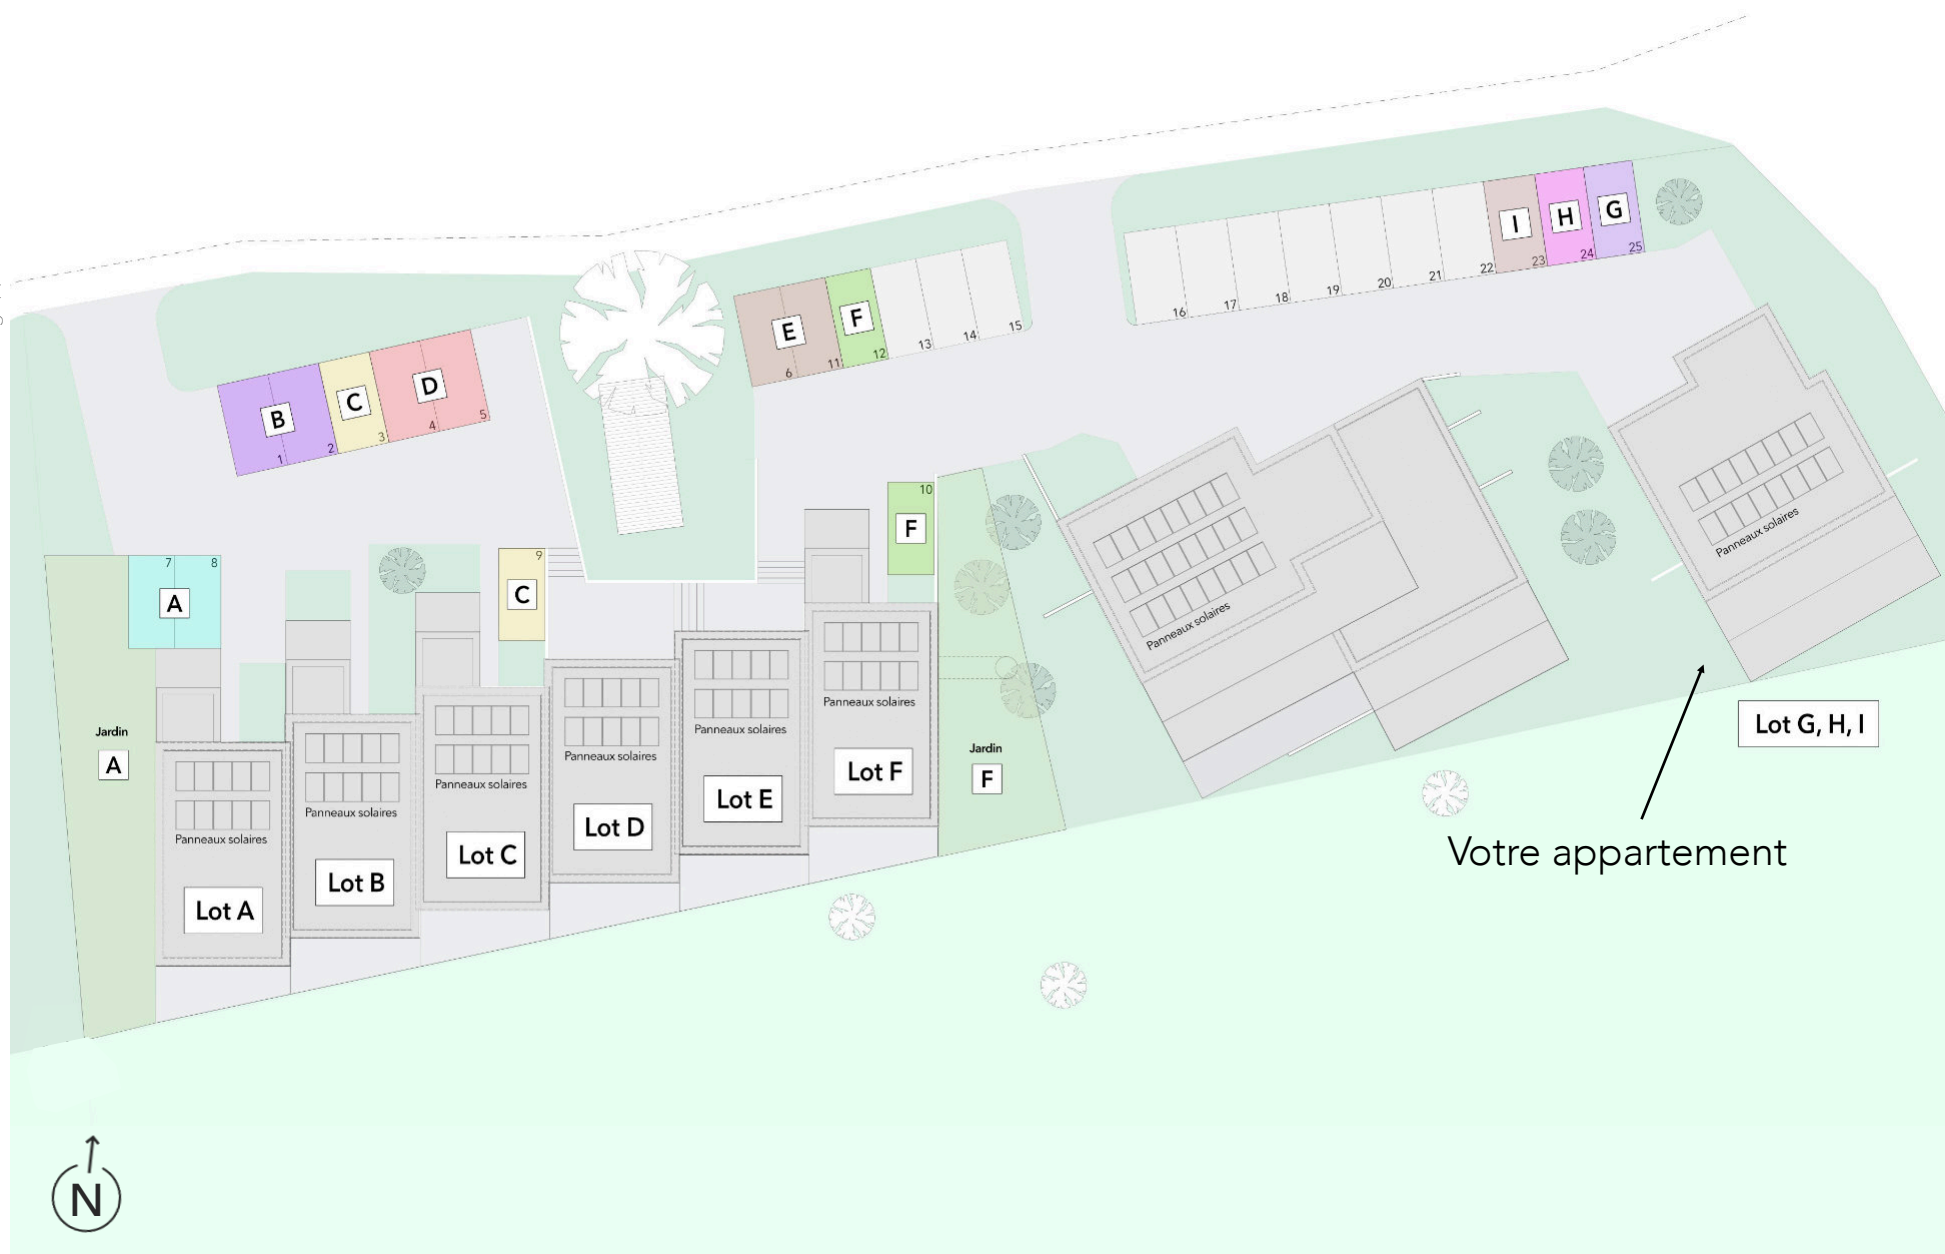 I
H
G
16
17
18
19
20
21
22
23
24
25
E
F
6
11
12
13
14
15
B
C
D
1
2
3
4
5
7
8
A
9
C
10
F
Panneaux solaires
Panneaux solaires
Jardin
A
Panneaux solaires
Lot A
Panneaux solaires
Lot B
Panneaux solaires
Lot C
Panneaux solaires
Lot D
Panneaux solaires
Lot E
Panneaux solaires
Lot F
Jardin
F
Lot G, H, I
Votre appartement
N